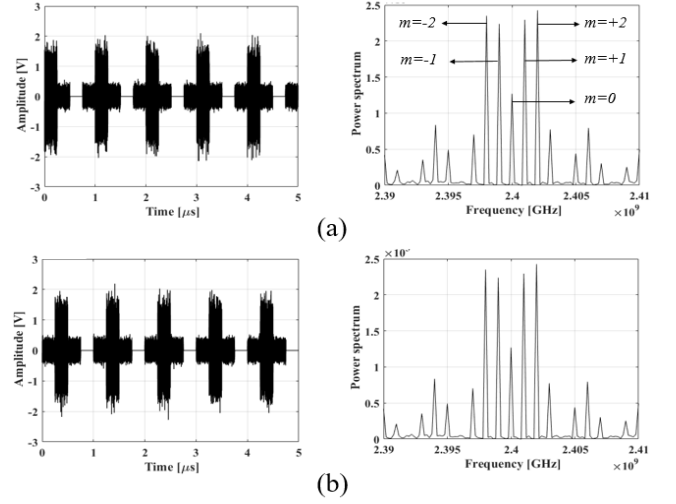 3
2
1
0
-1
-2
-3
Amplitude [V]
0 1 2 3 4 5
Time [μs]
2.5
2
1.5
1
0.5
0
Power spectrum
m=-2
m=-1
m=+2
m=+1
m=0
2.39 2.395 2.4 2.405 2.41
Frequency [GHz]
×10⁹
(a)
3
2
1
0
-1
-2
-3
Amplitude [V]
0 1 2 3 4 5
Time [μs]
2.5
2
1.5
1
0.5
0
Power spectrum
2.39 2.395 2.4 2.405 2.41
Frequency [GHz]
×10⁹
(b)